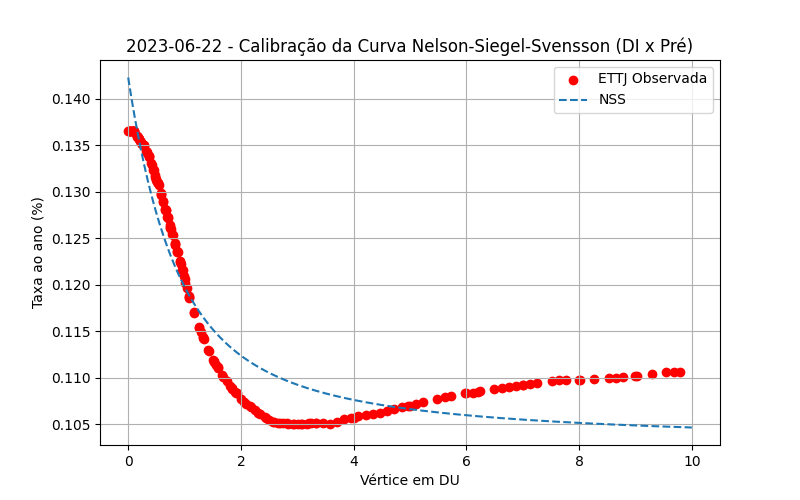 2023-06-22 - Calibração da Curva Nelson-Siegel-Svensson (DI x Pré)
ETTJ Observada
NSS
Taxa ao ano (%)
0.140
0.135
0.130
0.125
0.120
0.115
0.110
0.105
0 2 4 6 8 10
Vértice em DU